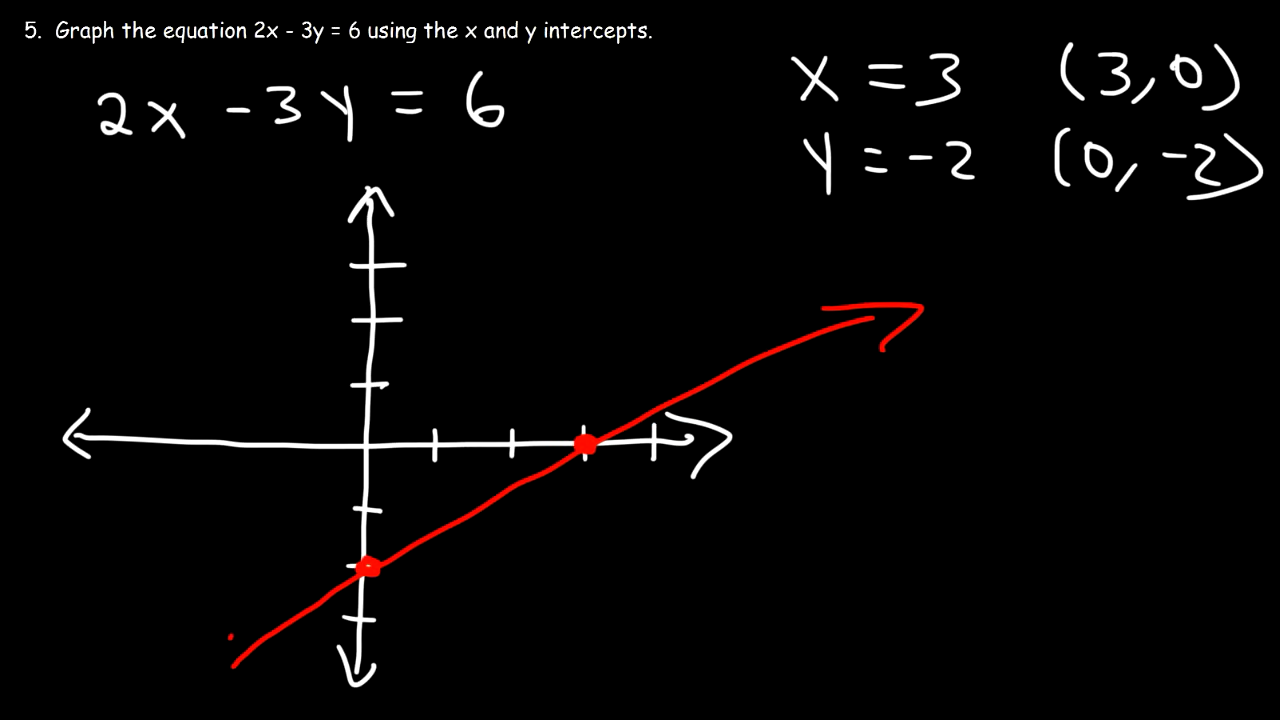 5. Graph the equation 2x - 3y = 6 using the x and y intercepts.
2x - 3y = 6
x = 3 (3,0)
y = -2 (0,-2)